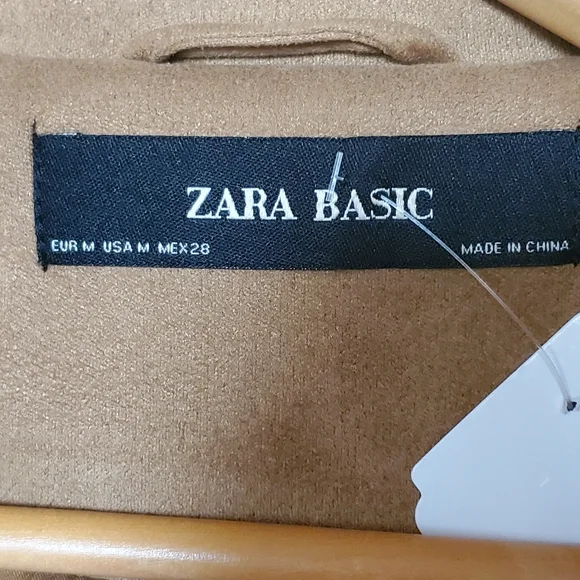 ZARA BASIC
EUR M USA M MEX 28
MADE IN CHINA